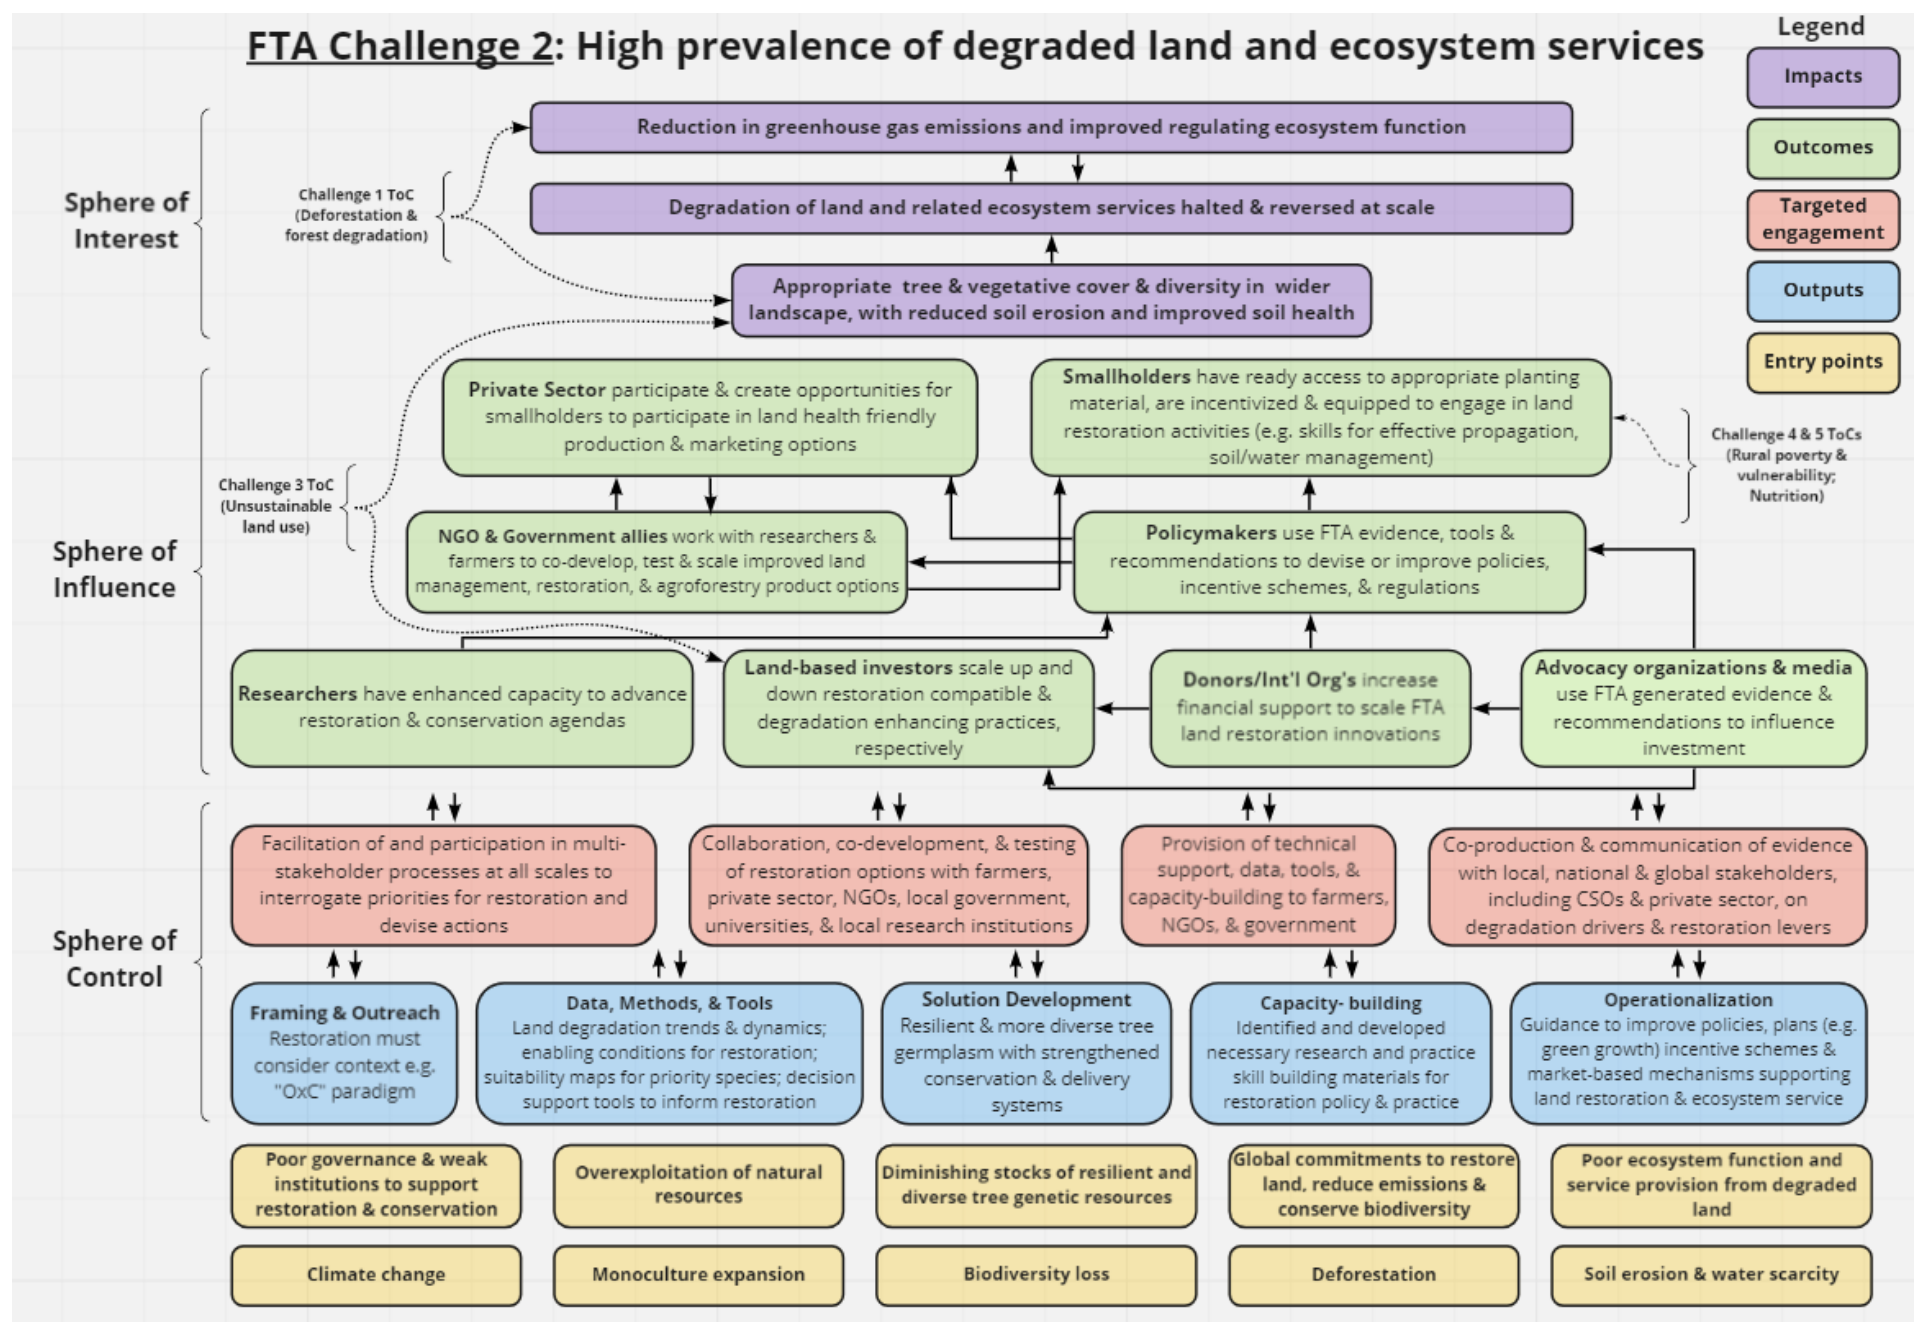 FTA Challenge 2: High prevalence of degraded land and ecosystem services
Legend
Impacts
Outcomes
Targeted
engagement
Outputs
Entry points
Sphere of
Interest
Reduction in greenhouse gas emissions and improved regulating ecosystem function
Challenge 1 ToC
(Deforestation &
forest degradation)
Degradation of land and related ecosystem services halted & reversed at scale
Appropriate tree & vegetative cover & diversity in wider
landscape, with reduced soil erosion and improved soil health
Sphere of
Influence
Private Sector participate & create opportunities for
smallholders to participate in land health friendly
production & marketing options
Smallholders have ready access to appropriate planting
material, are incentivized & equipped to engage in land
restoration activities (e.g. skills for effective propagation,
soil/water management)
Challenge 4 & 5 ToCs
(Rural poverty &
vulnerability;
Nutrition)
Challenge 3 ToC
(Unsustainable
land use)
NGO & Government allies work with researchers &
farmers to co-develop, test & scale improved land
management, restoration, & agroforestry product options
Policymakers use FTA evidence, tools &
recommendations to devise or improve policies,
incentive schemes, & regulations
Researchers have enhanced capacity to advance
restoration & conservation agendas
Land-based investors scale up and
down restoration compatible &
degradation enhancing practices,
respectively
Donors/Int'l Org's increase
financial support to scale FTA
land restoration innovations
Advocacy organizations & media
use FTA generated evidence &
recommendations to influence
investment
Sphere of
Control
Facilitation of and participation in multi-
stakeholder processes at all scales to
interrogate priorities for restoration and
devise actions
Collaboration, co-development, & testing
of restoration options with farmers,
private sector, NGOs, local government,
universities, & local research institutions
Provision of technical
support, data, tools, &
capacity-building to farmers,
NGOs, & government
Co-production & communication of evidence
with local, national & global stakeholders,
including CSOs & private sector, on
degradation drivers & restoration levers
Framing & Outreach
Restoration must
consider context e.g.
"OxC" paradigm
Data, Methods, & Tools
Land degradation trends & dynamics;
enabling conditions for restoration;
suitability maps for priority species; decision
support tools to inform restoration
Solution Development
Resilient & more diverse tree
germplasm with strengthened
conservation & delivery
systems
Capacity- building
Identified and developed
necessary research and practice
skill building materials for
restoration policy & practice
Operationalization
Guidance to improve policies, plans (e.g.
green growth) incentive schemes &
market-based mechanisms supporting
land restoration & ecosystem service
Poor governance & weak
institutions to support
restoration & conservation
Overexploitation of natural
resources
Diminishing stocks of resilient and
diverse tree genetic resources
Global commitments to restore
land, reduce emissions &
conserve biodiversity
Poor ecosystem function and
service provision from degraded
land
Climate change
Monoculture expansion
Biodiversity loss
Deforestation
Soil erosion & water scarcity